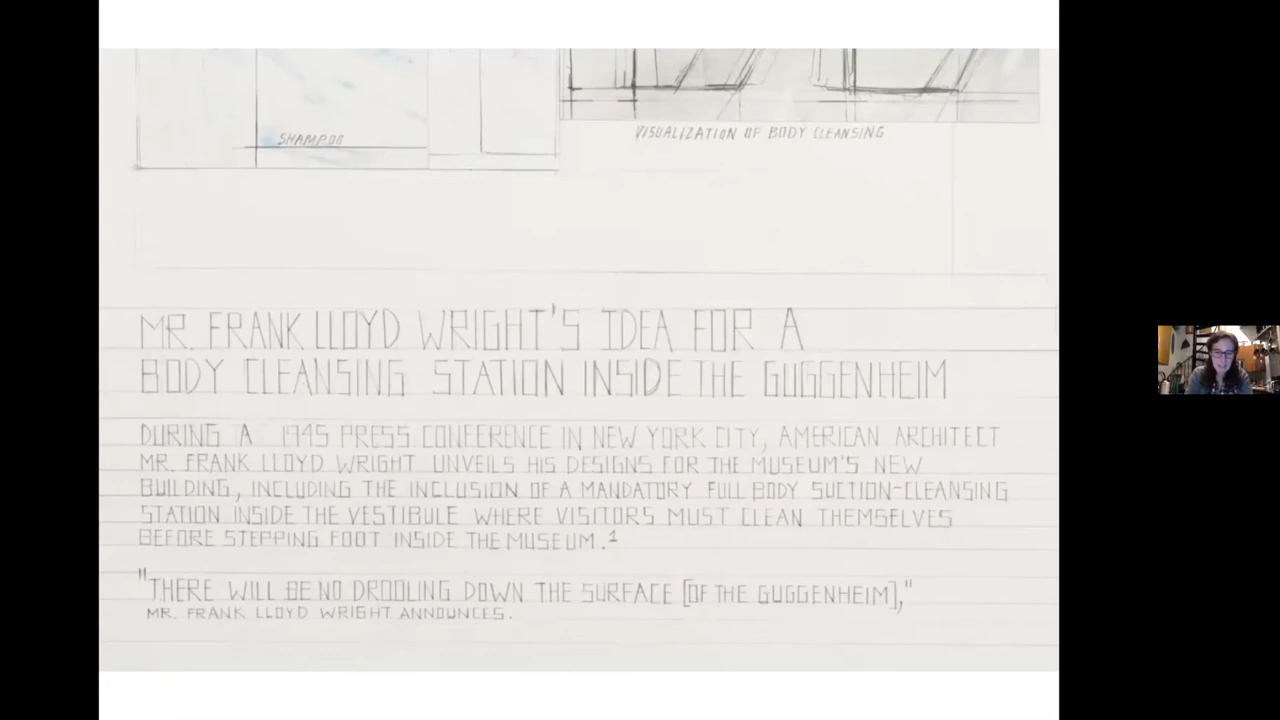 SHAMPOO
VISUALIZATION OF BODY CLEANSING
MR. FRANK LLOYD WRIGHT'S IDEA FOR A
BODY CLEANSING STATION INSIDE THE GUGGENHEIM
DURING A 1945 PRESS CONFERENCE IN NEW YORK CITY, AMERICAN ARCHITECT
MR. FRANK LLOYD WRIGHT UNVEILS HIS DESIGNS FOR THE MUSEUM'S NEW
BUILDING, INCLUDING THE INCLUSION OF A MANDATORY FULL BODY SUCTION-CLEANSING
STATION INSIDE THE VESTIBULE WHERE VISITORS MUST CLEAN THEMSELVES
BEFORE STEPPING FOOT INSIDE THE MUSEUM.1
"THERE WILL BE NO DROOLING DOWN THE SURFACE [OF THE GUGGENHEIM],"
MR. FRANK LLOYD WRIGHT ANNOUNCES.